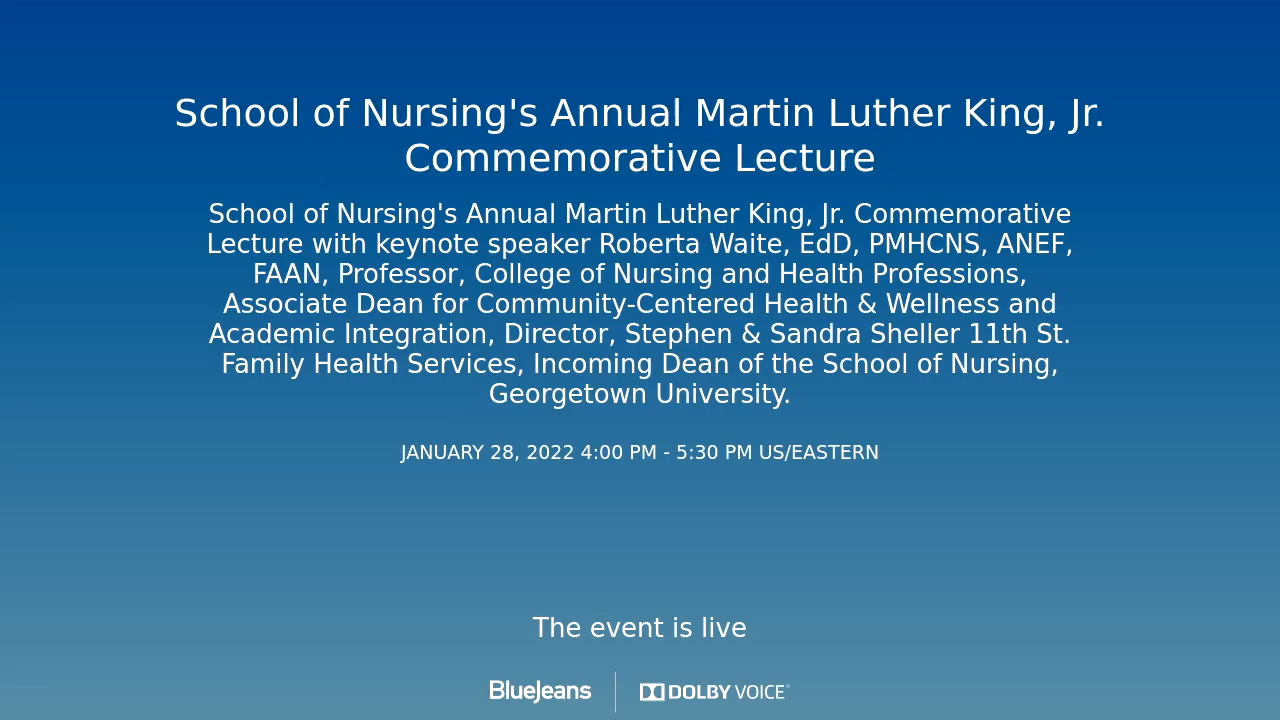 School of Nursing's Annual Martin Luther King, Jr.
Commemorative Lecture
School of Nursing's Annual Martin Luther King, Jr. Commemorative
Lecture with keynote speaker Roberta Waite, EdD, PMHCNS, ANEF,
FAAN, Professor, College of Nursing and Health Professions,
Associate Dean for Community-Centered Health & Wellness and
Academic Integration, Director, Stephen & Sandra Sheller 11th St.
Family Health Services, Incoming Dean of the School of Nursing,
Georgetown University.
JANUARY 28, 2022 4:00 PM - 5:30 PM US/EASTERN
The event is live
BlueJeans DOLBY VOICE